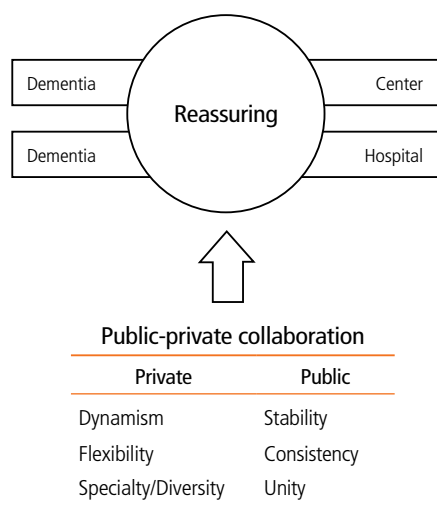 Dementia Center
Reassuring
Dementia Hospital
Public-private collaboration
Private Public
Dynamism Stability
Flexibility Consistency
Specialty/Diversity Unity